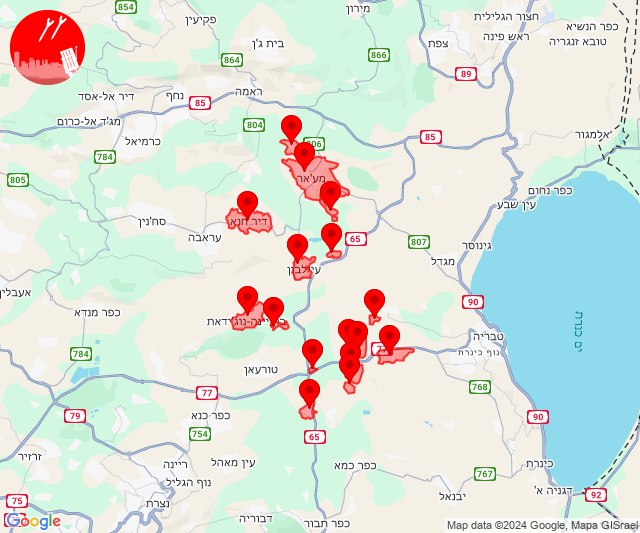 854
פקיעין
מירון
חצור הגלילית
כפר הנשיא
טובא זנגריה
ראש פינה
צפת
בית ג'ן
866
864
89
ראמה
נחף
דיר אל-אסד
85
מג'ד אל-כרום
כרמיאל
804
806
85
אלמגור
784
805
מע'אר
כפר נחום
עין שבע
דיר חנא
סח'נין
עראבה
65
807
גינוסר
מגדל
עילבון
אעבלין
כפר מנדא
90
בועיינה-נוג'ידאת
טבריה
נוף כינרת
ים כנרת
784
77
טורעאן
77
768
79
כפר כנא
90
754
65
זרזיר
ריינה
עין מאהל
כפר כמא
767
כינרת
נוף הגליל
75
נצרת
יבנאל
דגניה א'
92
דבוריה
כפר תבור
Google
Map data ©2024 Google, Mapa GISrael